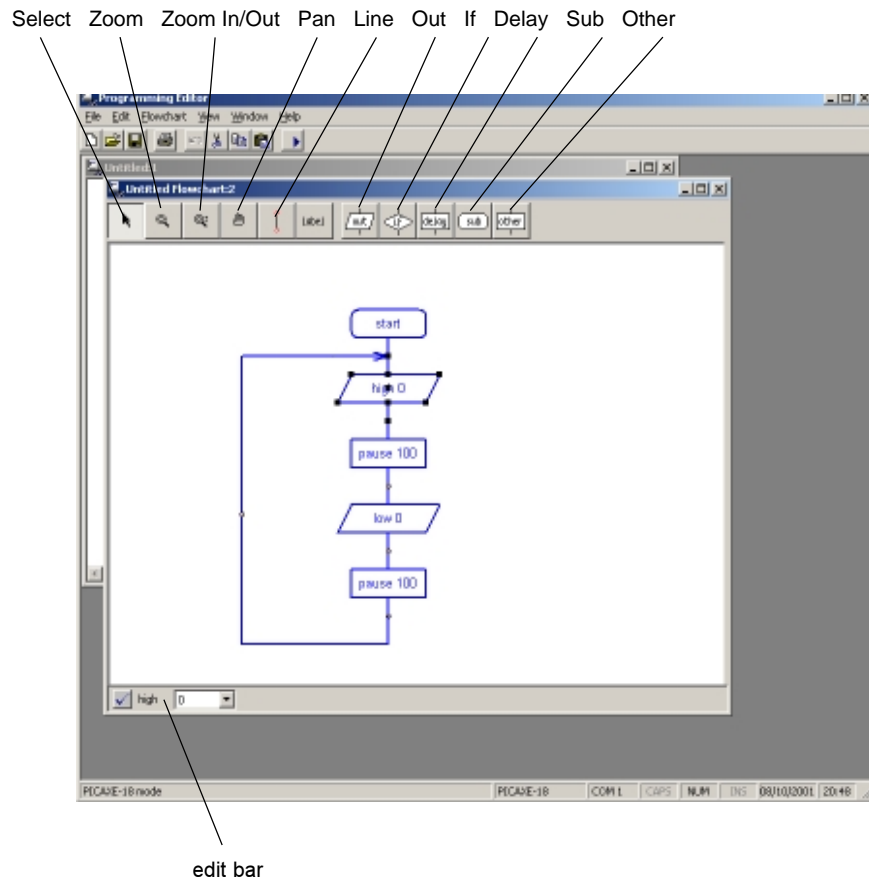 Select Zoom Zoom In/Out Pan Line Out If Delay Sub Other
Programming Editor
File Edit Flowchart View Window Help
Untitled:1
Untitled Flowchart:2
Label out if delay sub other
start
high 0
pause 100
low 0
pause 100
high 0
PICAXE-18 mode PICAXE-18 COM 1 CAPS NUM INS 08/10/2001 20:48
edit bar